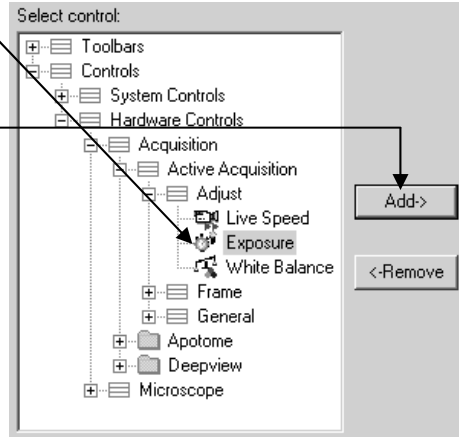 Select control:
Toolbars
Controls
System Controls
Hardware Controls
Acquisition
Active Acquisition
Adjust
Live Speed
Add->
Exposure
White Balance
<-Remove
Frame
General
Apotome
Deepview
Microscope